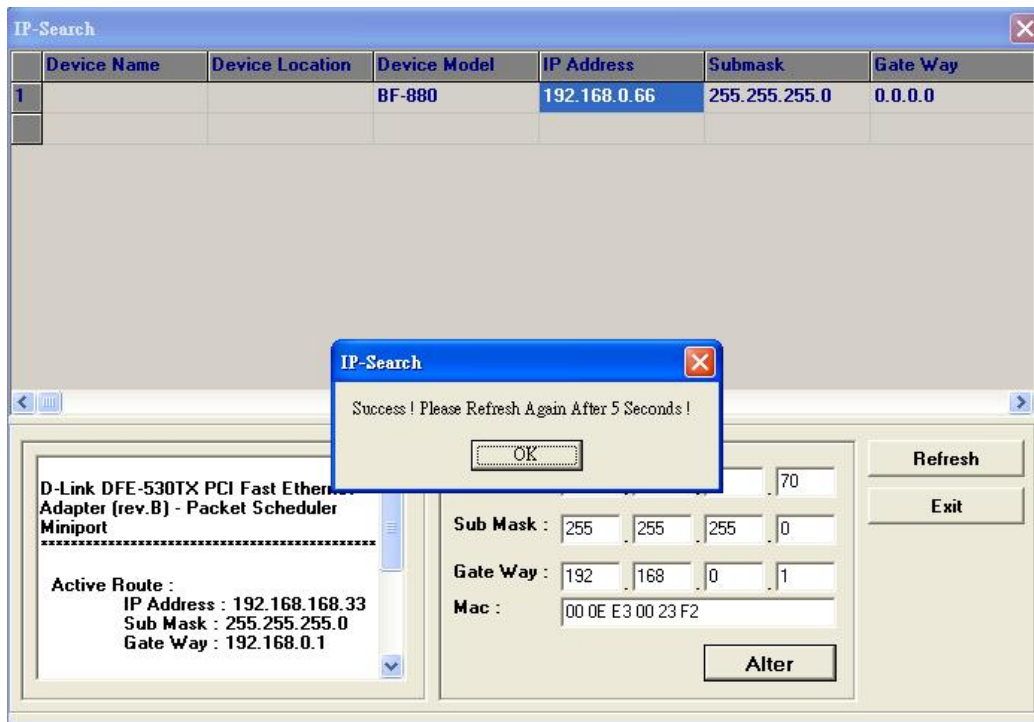 IP-Search
Device Name Device Location Device Model IP Address Submask Gate Way
1 BF-880 192.168.0.66 255.255.255.0 0.0.0.0
IP-Search
Success ! Please Refresh Again After 5 Seconds !
OK
D-Link DFE-530TX PCI Fast Ethernet
Adapter (rev.B) - Packet Scheduler
Miniport
********************************************
Active Route :
IP Address : 192.168.168.33
Sub Mask : 255.255.255.0
Gate Way : 192.168.0.1
. 70
Sub Mask : 255 . 255 . 255 . 0
Gate Way : 192 . 168 . 0 . 1
Mac : 00 0E E3 00 23 F2
Alter
Refresh
Exit